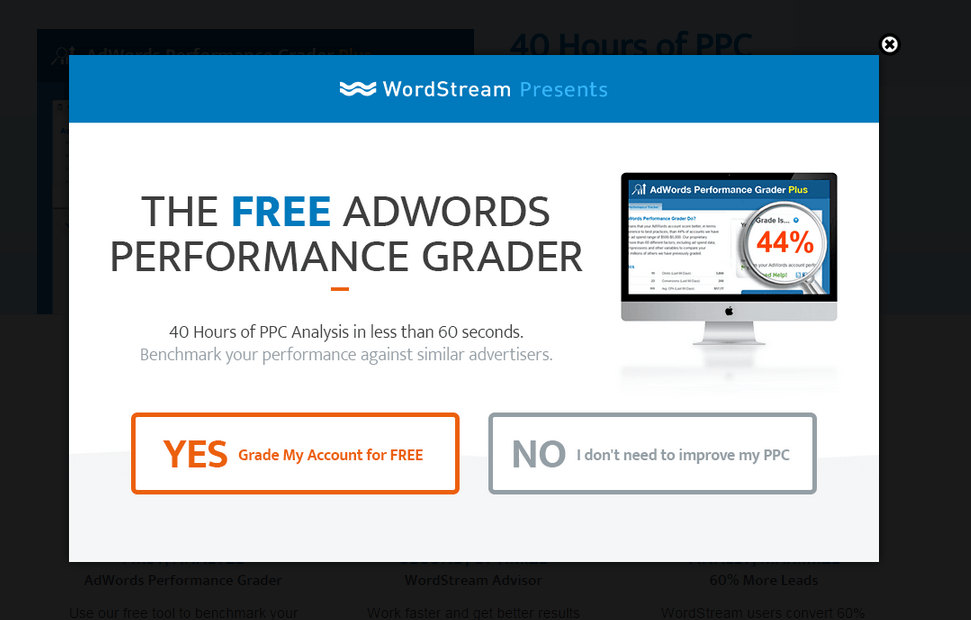 AdWords Performance Grader Plus
40 Hours of PPC
WordStream Presents
THE FREE ADWORDS
PERFORMANCE GRADER
40 Hours of PPC Analysis in less than 60 seconds.
Benchmark your performance against similar advertisers.
AdWords Performance Grader Plus
Grade Is...
44%
YES Grade My Account for FREE
NO I don't need to improve my PPC
AdWords Performance Grader
WordStream Advisor
60% More Leads
Use our free tool to benchmark your
Work faster and get better results
WordStream users convert 60%